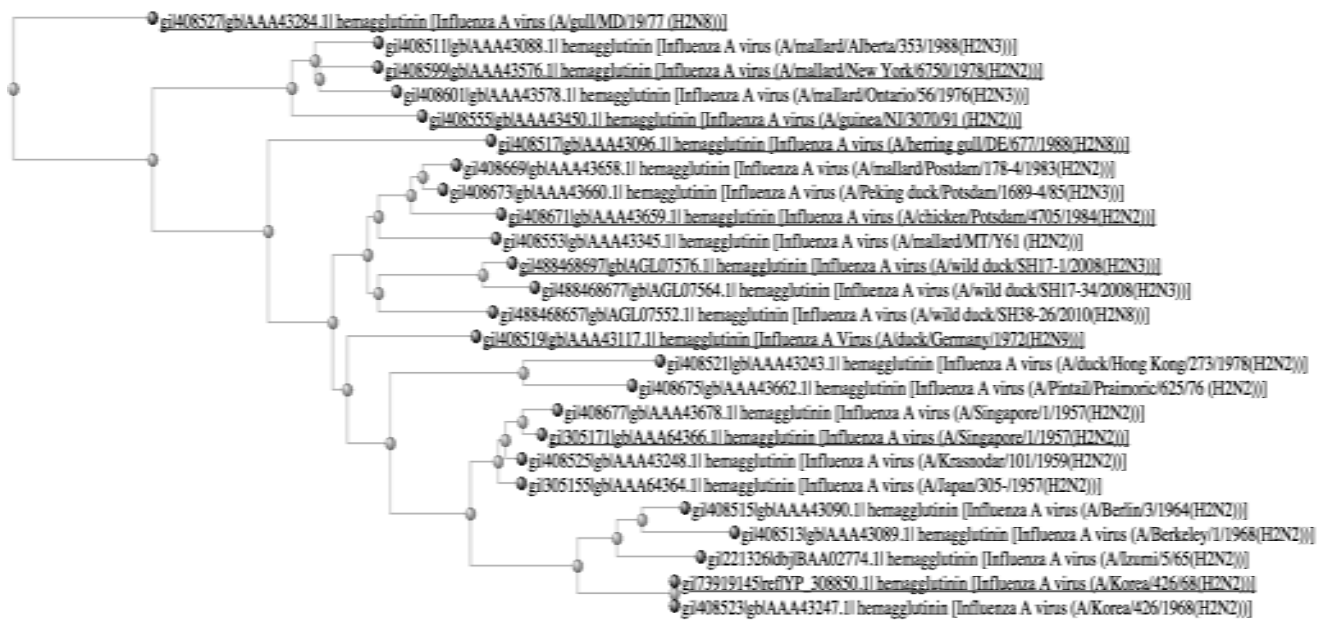 gi|408527|gb|AAA43284.1| hemagglutinin [Influenza A virus (A/gull/MD/19/77 (H2N8))]
gi|408511|gb|AAA43088.1| hemagglutinin [Influenza A virus (A/mallard/Alberta/353/1988(H2N3))]
gi|408599|gb|AAA43576.1| hemagglutinin [Influenza A virus (A/mallard/New York/6750/1978(H2N2))]
gi|408601|gb|AAA43578.1| hemagglutinin [Influenza A virus (A/mallard/Ontario/56/1976(H2N3))]
gi|408555|gb|AAA43450.1| hemagglutinin [Influenza A virus (A/guinea/NJ/3070/91 (H2N2))]
gi|408517|gb|AAA43096.1| hemagglutinin [Influenza A virus (A/herring gull/DE/677/1988(H2N8))]
gi|408669|gb|AAA43658.1| hemagglutinin [Influenza A virus (A/mallard/Postdam/178-4/1983(H2N2))]
gi|408673|gb|AAA43660.1| hemagglutinin [Influenza A virus (A/Peking duck/Potsdam/1689-4/85(H2N3))]
gi|408671|gb|AAA43659.1| hemagglutinin [Influenza A virus (A/chicken/Potsdam/4705/1984(H2N2))]
gi|408553|gb|AAA43345.1| hemagglutinin [Influenza A virus (A/mallard/MT/Y61 (H2N2))]
gi|488468697|gb|AGL07576.1| hemagglutinin [Influenza A virus (A/wild duck/SH17-1/2008(H2N3))]
gi|488468677|gb|AGL07564.1| hemagglutinin [Influenza A virus (A/wild duck/SH17-34/2008(H2N3))]
gi|488468657|gb|AGL07552.1| hemagglutinin [Influenza A virus (A/wild duck/SH38-26/2010(H2N8))]
gi|408519|gb|AAA43117.1| hemagglutinin [Influenza A Virus (A/duck/Germany/1972(H2N9))]
gi|408521|gb|AAA43243.1| hemagglutinin [Influenza A virus (A/duck/Hong Kong/273/1978(H2N2))]
gi|408675|gb|AAA43662.1| hemagglutinin [Influenza A virus (A/Pintail/Praimoric/625/76 (H2N2))]
gi|408677|gb|AAA43678.1| hemagglutinin [Influenza A virus (A/Singapore/1/1957(H2N2))]
gi|305171|gb|AAA64366.1| hemagglutinin [Influenza A virus (A/Singapore/1/1957(H2N2))]
gi|408525|gb|AAA43248.1| hemagglutinin [Influenza A virus (A/Krasnodar/101/1959(H2N2))]
gi|305155|gb|AAA64364.1| hemagglutinin [Influenza A virus (A/Japan/305-/1957(H2N2))]
gi|408515|gb|AAA43090.1| hemagglutinin [Influenza A virus (A/Berlin/3/1964(H2N2))]
gi|408513|gb|AAA43089.1| hemagglutinin [Influenza A virus (A/Berkeley/1/1968(H2N2))]
gi|221326|dbj|BAA02774.1| hemagglutinin [Influenza A virus (A/Izumi/5/65(H2N2))]
gi|73919145|ref|YP_308850.1| hemagglutinin [Influenza A virus (A/Korea/426/68(H2N2))]
gi|408523|gb|AAA43247.1| hemagglutinin [Influenza A virus (A/Korea/426/1968(H2N2))]